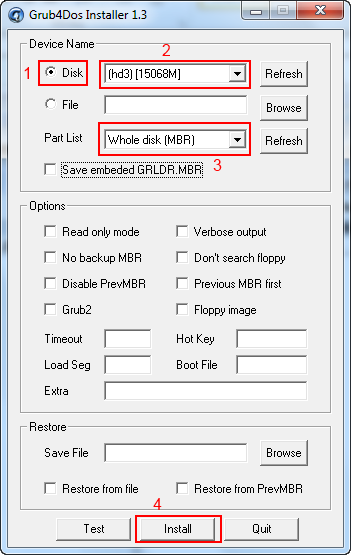 Grub4Dos Installer 1.3
Device Name
2
1 Disk (hd3) [15068M] Refresh
File Browse
Part List Whole disk (MBR) Refresh
3
Save embeded GRLDR.MBR
Options
Read only mode Verbose output
No backup MBR Don't search floppy
Disable PrevMBR Previous MBR first
Grub2 Floppy image
Timeout Hot Key
Load Seg Boot File
Extra
Restore
Save File Browse
Restore from file Restore from PrevMBR
4
Test Install Quit